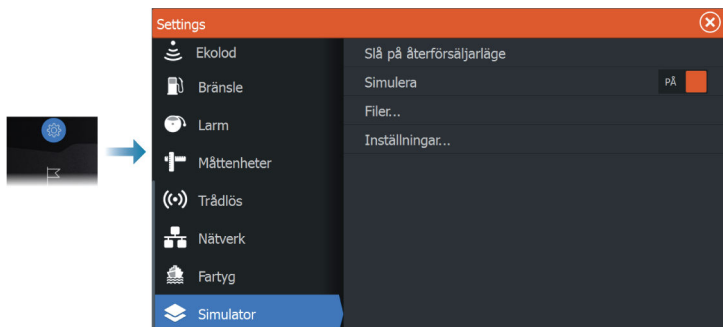 Settings
Ekolod
Bränsle
Larm
Måttenheter
Trådlös
Nätverk
Fartyg
Simulator
Slå på återförsäljarläge
Simulera PÅ
Filer...
Inställningar...